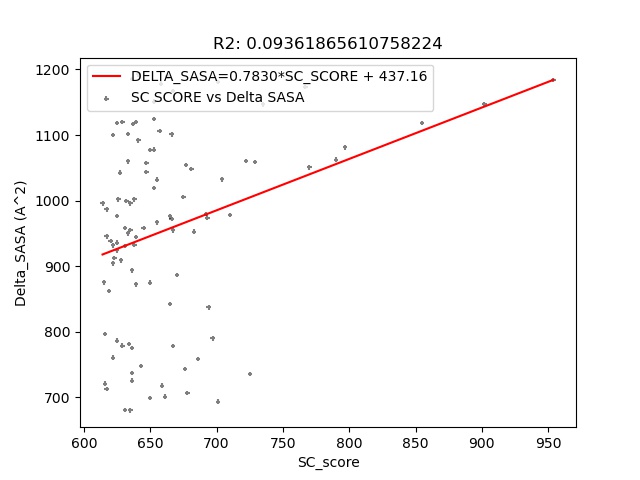 R2: 0.09361865610758224
DELTA_SASA=0.7830*SC_SCORE + 437.16
SC SCORE vs Delta SASA
1200
1100
1000
900
800
700
Delta_SASA (A^2)
600 650 700 750 800 850 900 950
SC_score